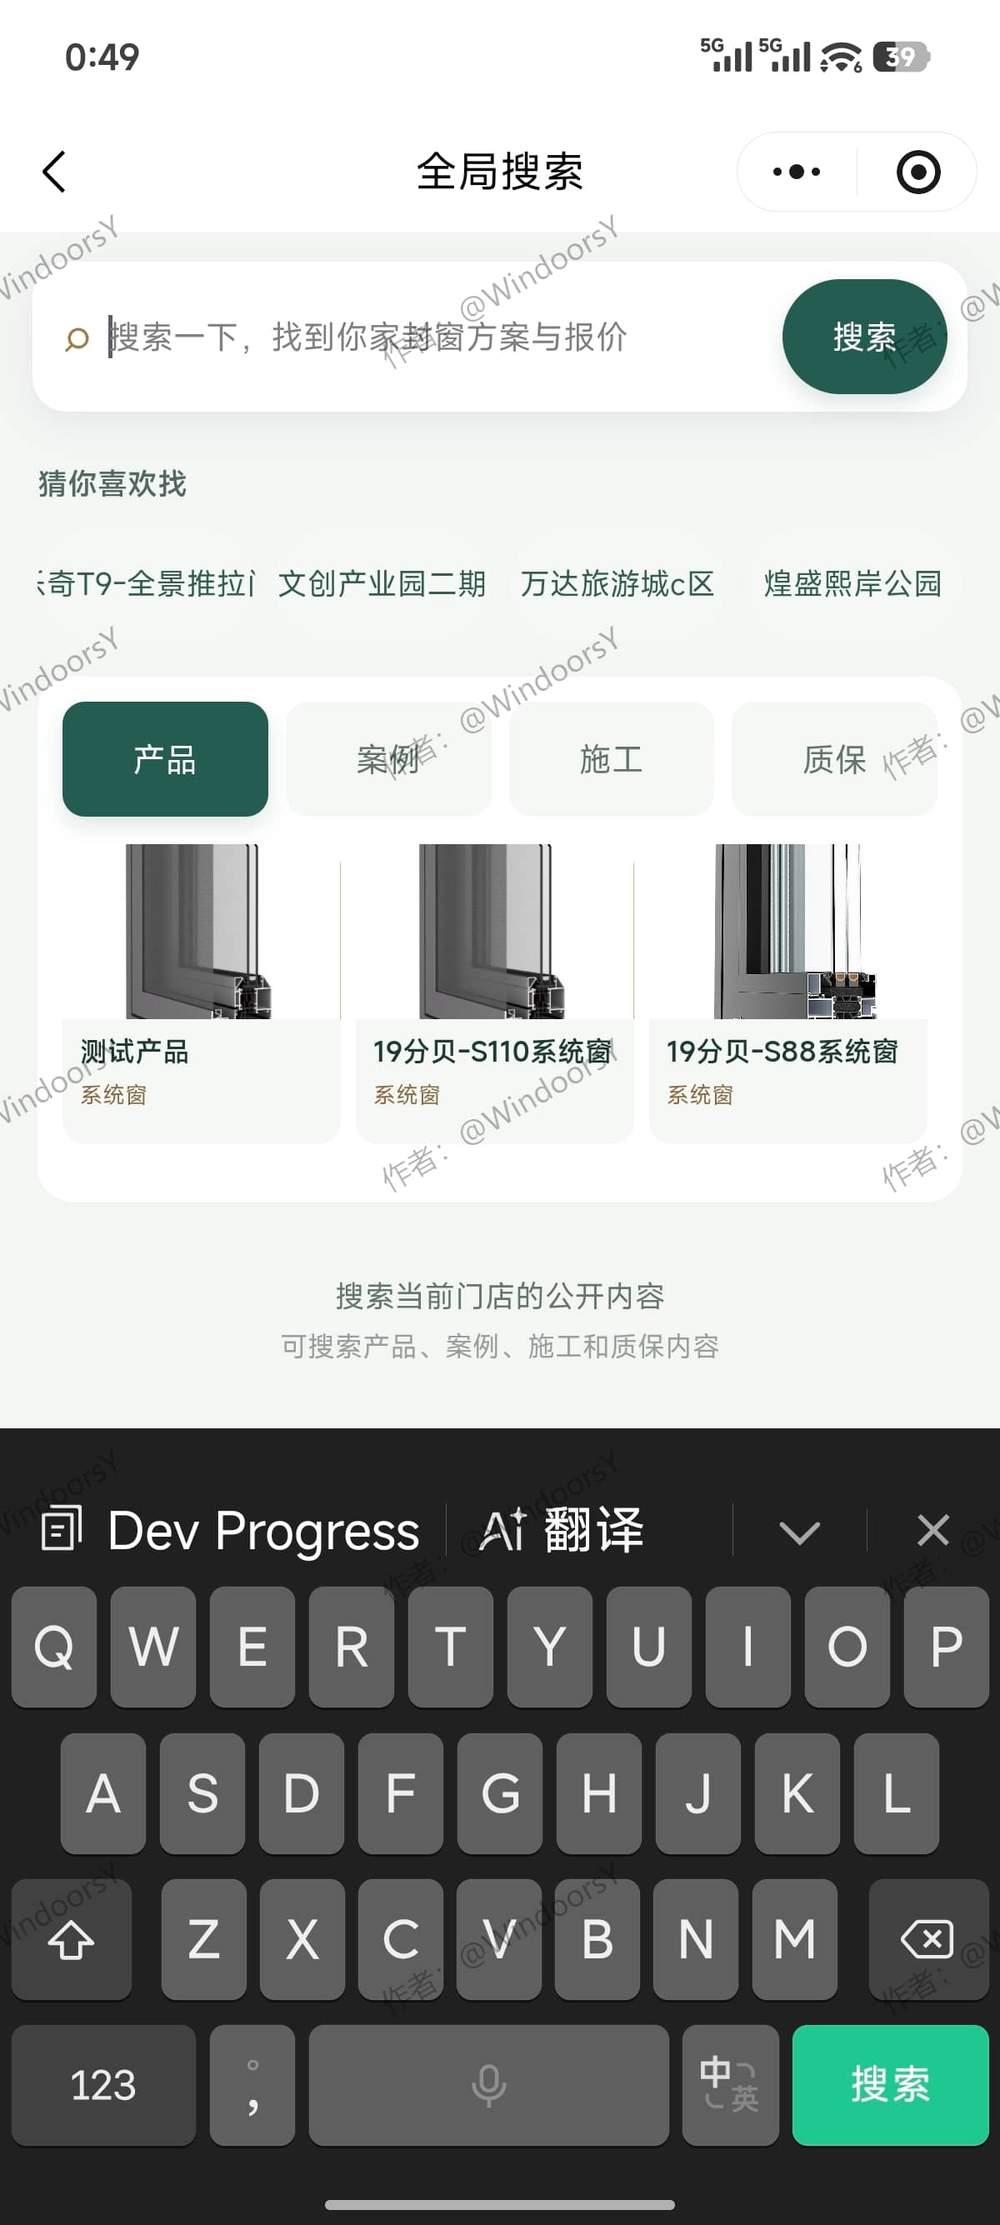 0:49
5G 5G 6 39
全局搜索
搜索一下，找到你家封窗方案与报价
搜索
猜你喜欢找
奇T9-全景推拉门
文创产业园二期
万达旅游城c区
煌盛熙岸公园
产品
案例
施工
质保
测试产品
系统窗
19分贝-S110系统窗
系统窗
19分贝-S88系统窗
系统窗
搜索当前门店的公开内容
可搜索产品、案例、施工和质保内容
Dev Progress
Ai 翻译
Q W E R T Y U I O P
A S D F G H J K L
Z X C V B N M
123
。，
中英
搜索
作者：@WindoorsY